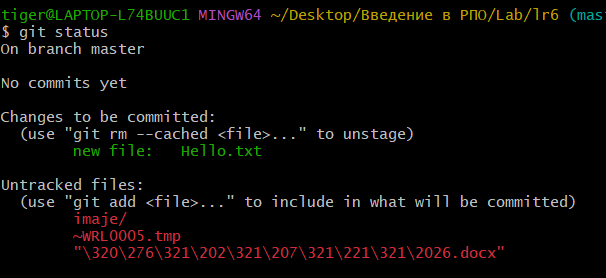 tiger@LAPTOP-L74BUUC1 MINGW64 ~/Desktop/Введение в РПО/Lab/lr6 (mas
$ git status
On branch master
No commits yet
Changes to be committed:
(use "git rm --cached <file>..." to unstage)
new file: Hello.txt
Untracked files:
(use "git add <file>..." to include in what will be committed)
imaje/
~WRL0005.tmp
"\320\276\321\202\321\207\321\221\321\2026.docx"